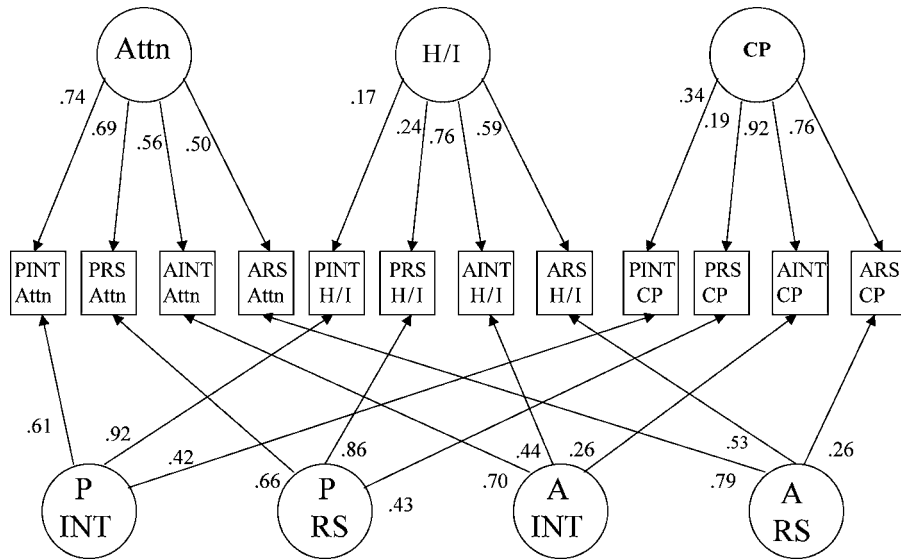 Attn
H/I
CP
.74
.69
.56
.50
.17
.24
.76
.59
.34
.19
.92
.76
PINT
Attn
PRS
Attn
AINT
Attn
ARS
Attn
PINT
H/I
PRS
H/I
AINT
H/I
ARS
H/I
PINT
CP
PRS
CP
AINT
CP
ARS
CP
.61
.92
.42
.66
.86
.43
.70
.44
.26
.79
.53
.26
P
INT
P
RS
A
INT
A
RS